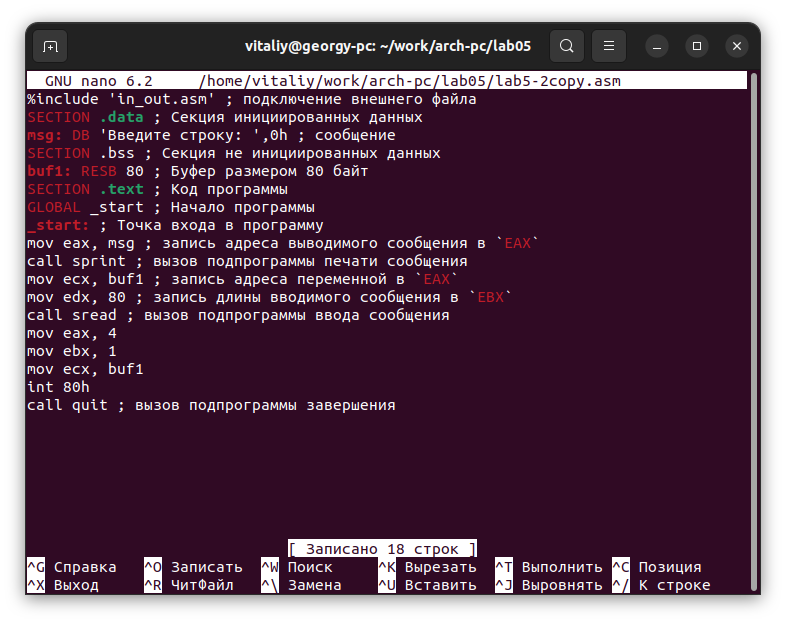 vitaliy@georgy-pc: ~/work/arch-pc/lab05
GNU nano 6.2 /home/vitaliy/work/arch-pc/lab05/lab5-2copy.asm
%include 'in_out.asm' ; подключение внешнего файла
SECTION .data ; Секция инициированных данных
msg: DB 'Введите строку: ',0h ; сообщение
SECTION .bss ; Секция не инициированных данных
buf1: RESB 80 ; Буфер размером 80 байт
SECTION .text ; Код программы
GLOBAL _start ; Начало программы
_start: ; Точка входа в программу
mov eax, msg ; запись адреса выводимого сообщения в `EAX`
call sprint ; вызов подпрограммы печати сообщения
mov ecx, buf1 ; запись адреса переменной в `EAX`
mov edx, 80 ; запись длины вводимого сообщения в `EBX`
call sread ; вызов подпрограммы ввода сообщения
mov eax, 4
mov ebx, 1
mov ecx, buf1
int 80h
call quit ; вызов подпрограммы завершения
[ Записано 18 строк ]
^G Справка ^O Записать ^W Поиск ^K Вырезать ^T Выполнить ^C Позиция
^X Выход ^R ЧитФайл ^\ Замена ^U Вставить ^J Выровнять ^/ К строке